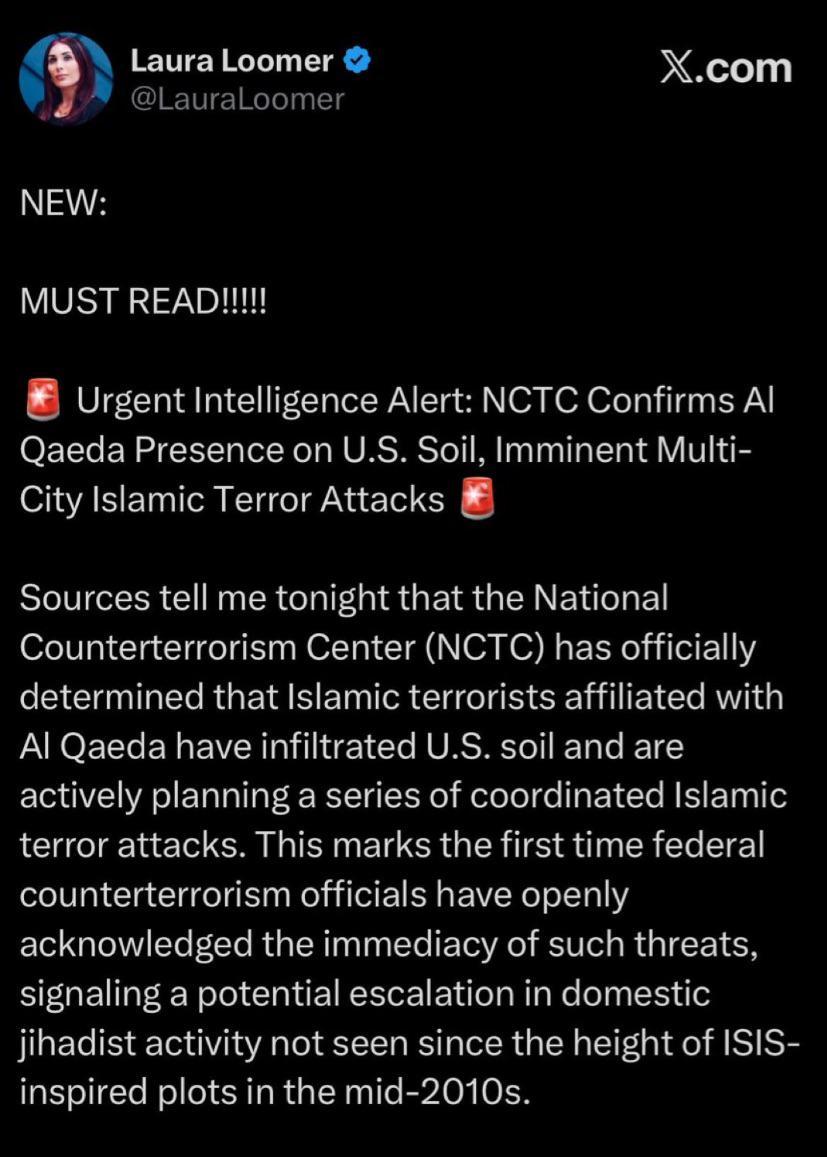 Laura Loomer
@LauraLoomer
X.com
NEW:
MUST READ!!!!!
🚨 Urgent Intelligence Alert: NCTC Confirms Al
Qaeda Presence on U.S. Soil, Imminent Multi-
City Islamic Terror Attacks 🚨
Sources tell me tonight that the National
Counterterrorism Center (NCTC) has officially
determined that Islamic terrorists affiliated with
Al Qaeda have infiltrated U.S. soil and are
actively planning a series of coordinated Islamic
terror attacks. This marks the first time federal
counterterrorism officials have openly
acknowledged the immediacy of such threats,
signaling a potential escalation in domestic
jihadist activity not seen since the height of ISIS-
inspired plots in the mid-2010s.